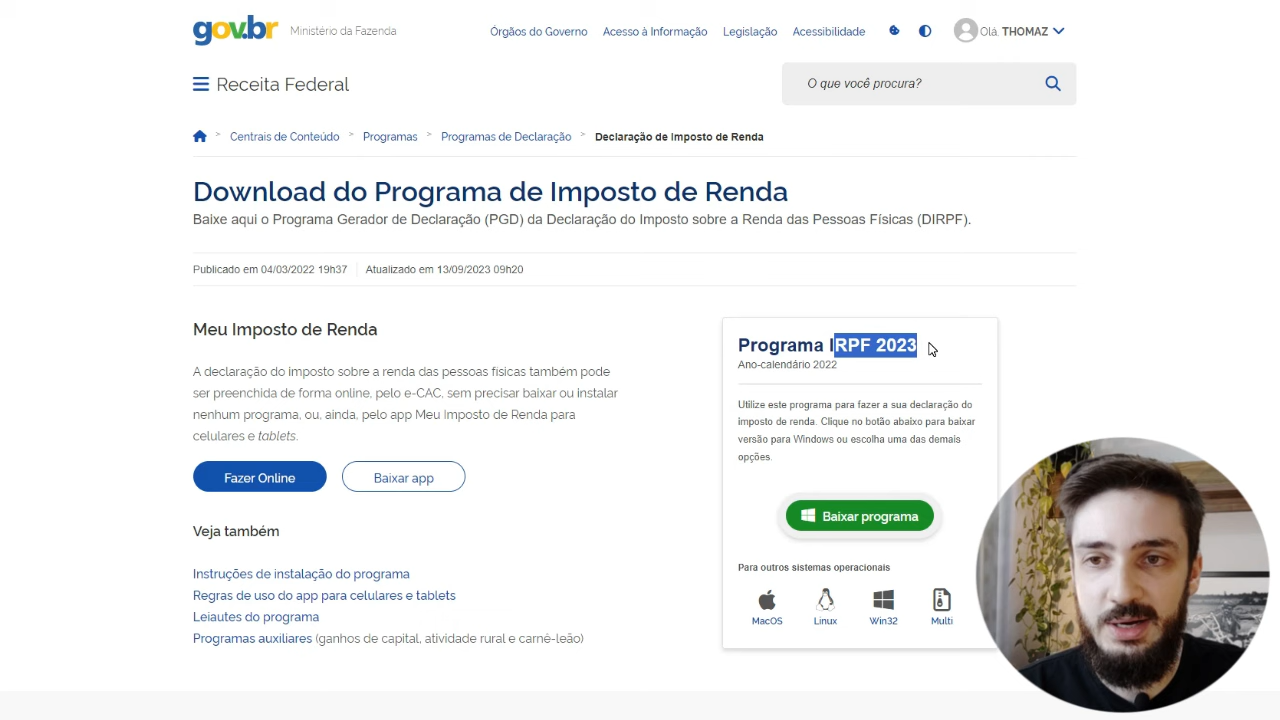 gov.br
Ministério da Fazenda
Órgãos do Governo
Acesso à Informação
Legislação
Acessibilidade
Olá, THOMAZ
Receita Federal
O que você procura?
> Centrais de Conteúdo > Programas > Programas de Declaração > Declaração de Imposto de Renda
Download do Programa de Imposto de Renda
Baixe aqui o Programa Gerador de Declaração (PGD) da Declaração do Imposto sobre a Renda das Pessoas Físicas (DIRPF).
Publicado em 04/03/2022 19h37
Atualizado em 13/09/2023 09h20
Meu Imposto de Renda
A declaração do imposto sobre a renda das pessoas físicas também pode
ser preenchida de forma online, pelo e-CAC, sem precisar baixar ou instalar
nenhum programa, ou, ainda, pelo app Meu Imposto de Renda para
celulares e tablets.
Fazer Online
Baixar app
Veja também
Instruções de instalação do programa
Regras de uso do app para celulares e tablets
Leiautes do programa
Programas auxiliares (ganhos de capital, atividade rural e carnê-leão)
Programa IRPF 2023
Ano-calendário 2022
Utilize este programa para fazer a sua declaração do
imposto de renda. Clique no botão abaixo para baixar
versão para Windows ou escolha uma das demais
opções.
Baixar programa
Para outros sistemas operacionais
MacOS
Linux
Win32
Multi